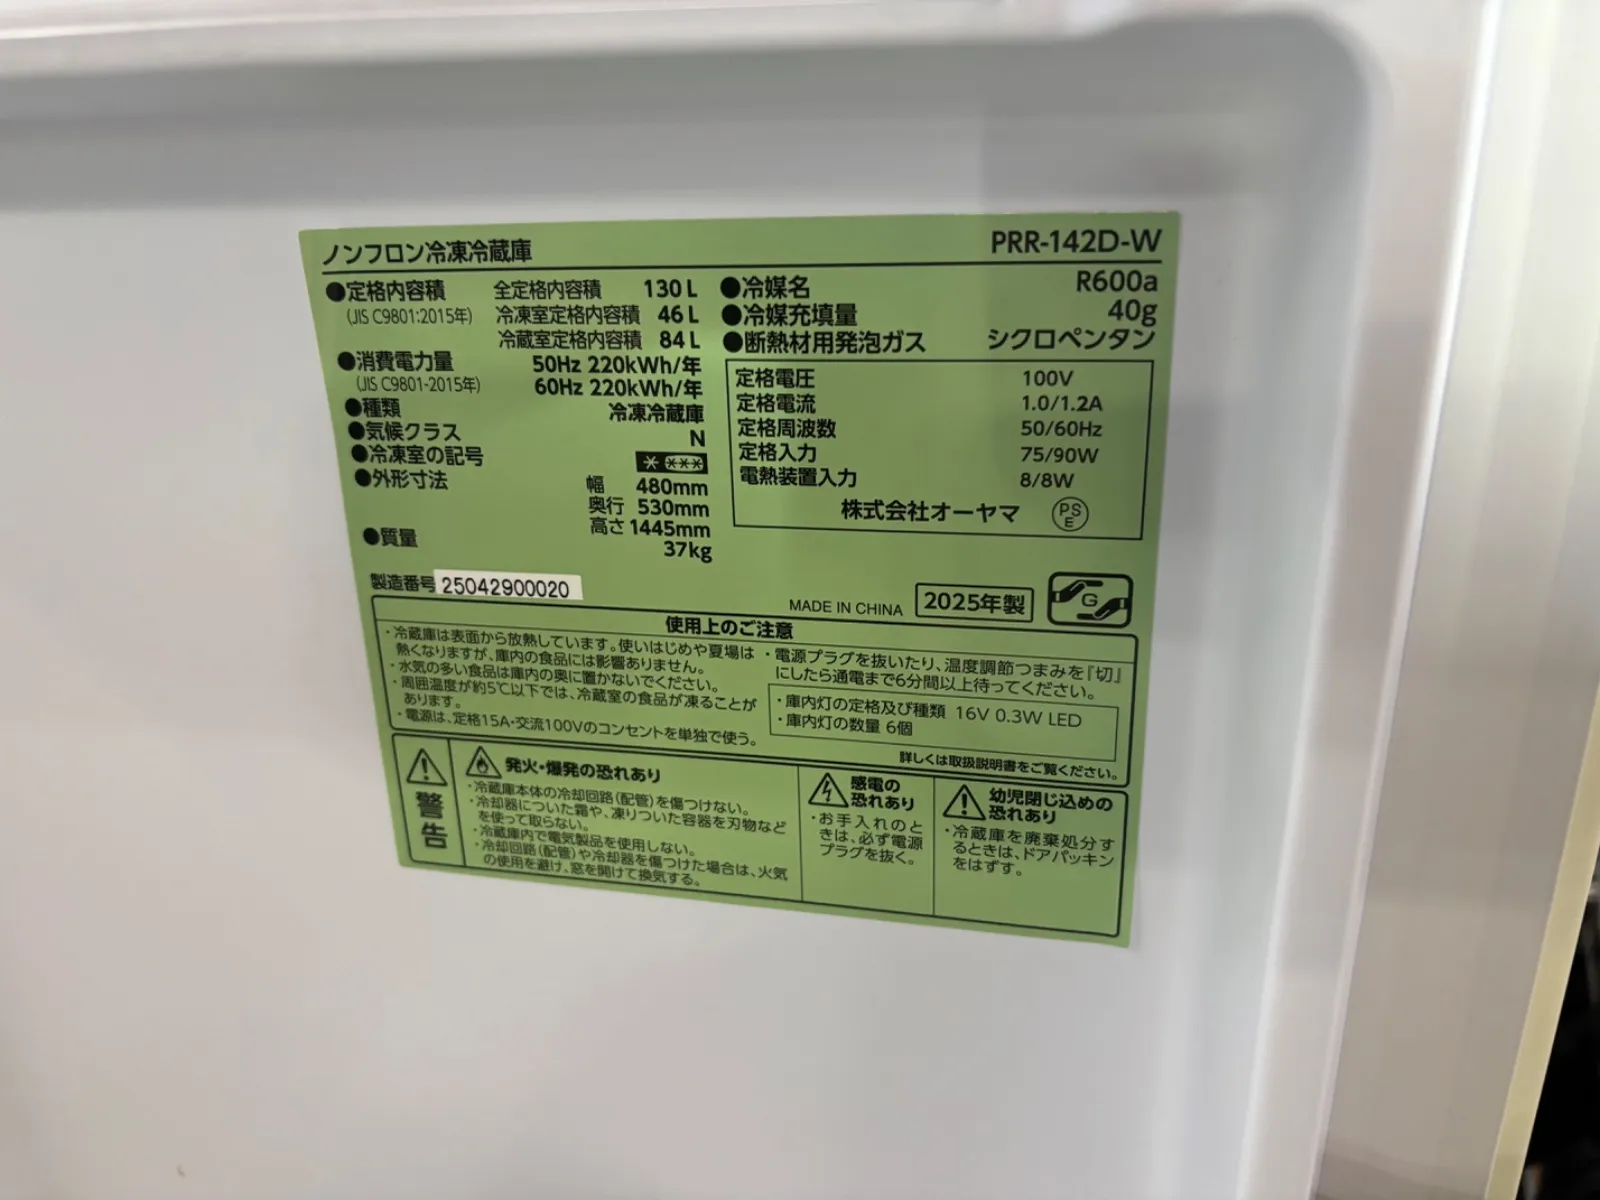 ノンフロン冷凍冷蔵庫 PRR-142D-W
●定格内容積 全定格内容積 130L
(JIS C9801:2015年) 冷凍室定格内容積 46L
冷蔵室定格内容積 84L
●消費電力量 50Hz 220kWh/年
(JIS C9801-2015年) 60Hz 220kWh/年
●種類 冷凍冷蔵庫
●気候クラス N
●冷凍室の記号 * ***
●外形寸法 幅 480mm
奥行 530mm
高さ 1445mm
●質量 37kg
●冷媒名 R600a
●冷媒充填量 40g
●断熱材用発泡ガス シクロペンタン
定格電圧 100V
定格電流 1.0/1.2A
定格周波数 50/60Hz
定格入力 75/90W
電熱装置入力 8/8W
株式会社オーヤマ PSE
製造番号 25042900020
MADE IN CHINA 2025年製 G
使用上のご注意
・冷蔵庫は表面から放熱しています。使いはじめや夏場は
熱くなりますが、庫内の食品には影響ありません。
・水気の多い食品は庫内の奥に置かないでください。
・周囲温度が約5℃以下では、冷蔵室の食品が凍ることが
あります。
・電源は、定格15A・交流100Vのコンセントを単独で使う。
・電源プラグを抜いたり、温度調節つまみを『切』
にしたら通電まで6分間以上待ってください。
・庫内灯の定格及び種類 16V 0.3W LED
・庫内灯の数量 6個
詳しくは取扱説明書をご覧ください。
警告
発火・爆発の恐れあり
・冷蔵庫本体の冷却回路(配管)を傷つけない。
・冷却器についた霜や、凍りついた容器を刃物など
を使って取らない。
・冷蔵庫内で電気製品を使用しない。
・冷却回路(配管)や冷却器を傷つけた場合は、火気
の使用を避け、窓を開けて換気する。
感電の
恐れあり
・お手入れのと
きは、必ず電源
プラグを抜く。
幼児閉じ込めの
恐れあり
・冷蔵庫を廃棄処分す
るときは、ドアパッキン
をはずす。